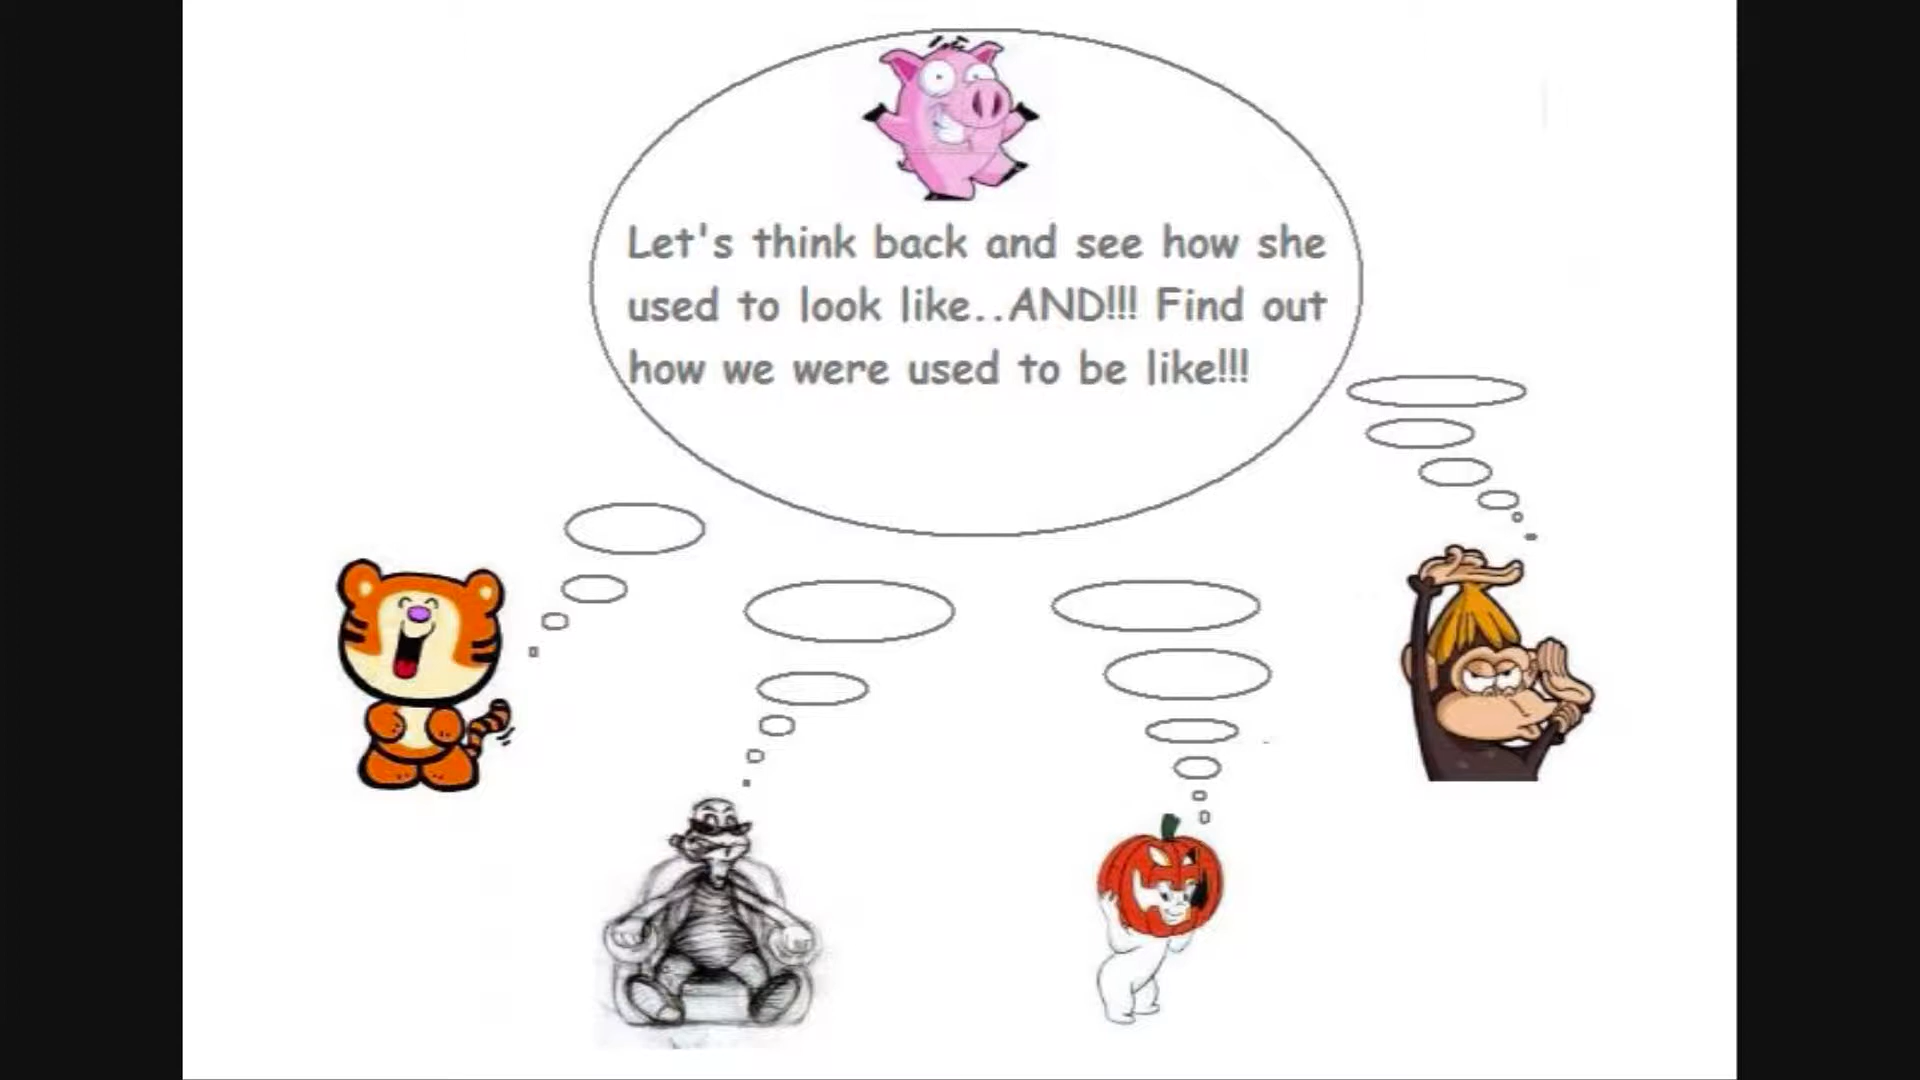 Let's think back and see how she
used to look like..AND!!! Find out
how we were used to be like!!!